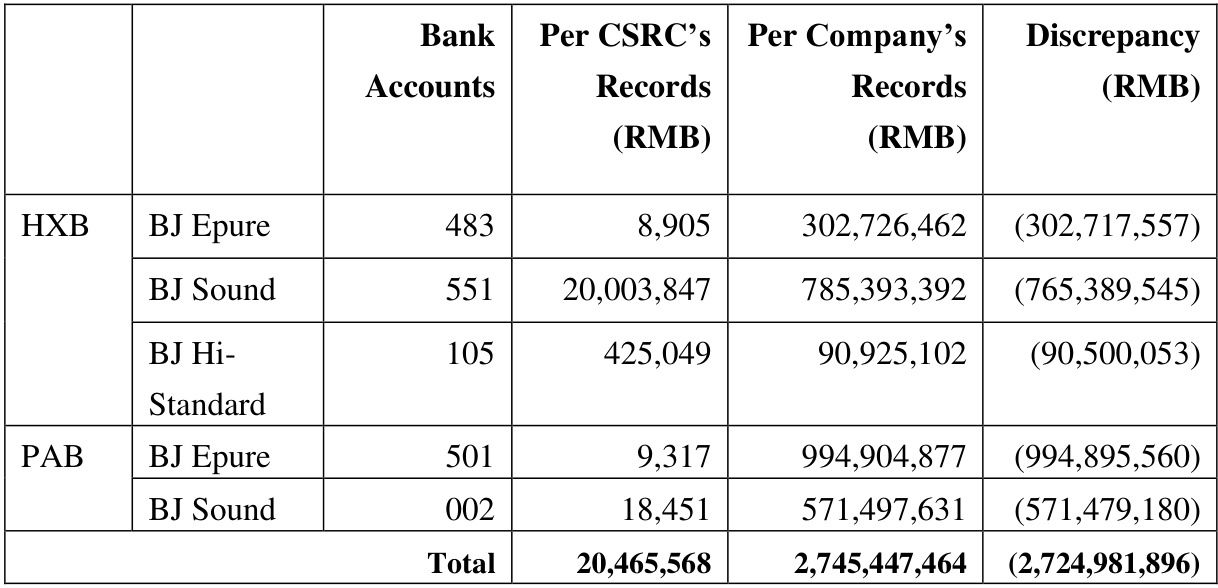 Bank Accounts Per CSRC’s Records (RMB) Per Company’s Records (RMB) Discrepancy (RMB)
HXB BJ Epure 483 8,905 302,726,462 (302,717,557)
BJ Sound 551 20,003,847 785,393,392 (765,389,545)
BJ Hi-Standard 105 425,049 90,925,102 (90,500,053)
PAB BJ Epure 501 9,317 994,904,877 (994,895,560)
BJ Sound 002 18,451 571,497,631 (571,479,180)
Total 20,465,568 2,745,447,464 (2,724,981,896)